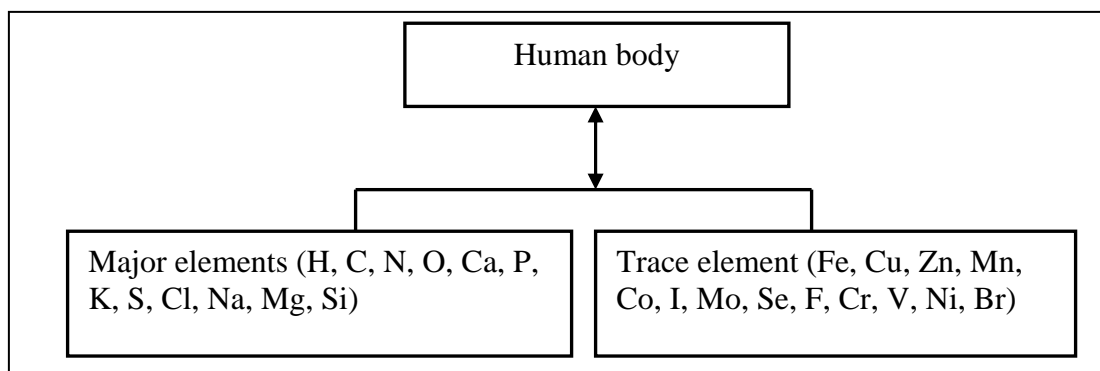 Human body
Major elements (H, C, N, O, Ca, P,
K, S, Cl, Na, Mg, Si)
Trace element (Fe, Cu, Zn, Mn,
Co, I, Mo, Se, F, Cr, V, Ni, Br)